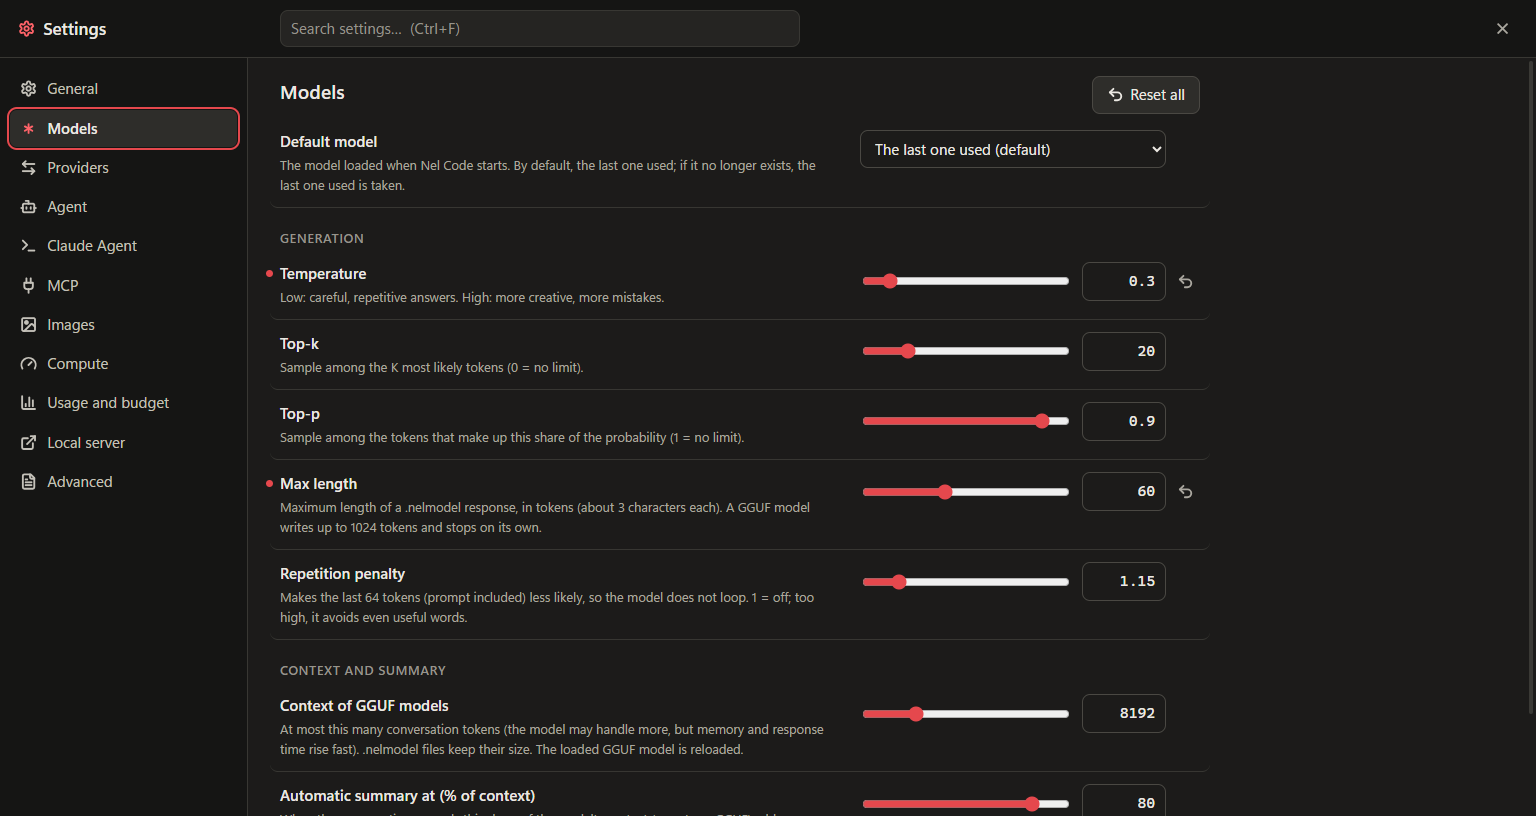 Settings
Search settings... (Ctrl+F)
General
Models
Providers
Agent
Claude Agent
MCP
Images
Compute
Usage and budget
Local server
Advanced
Models
Reset all
Default model
The model loaded when Nel Code starts. By default, the last one used; if it no longer exists, the
last one used is taken.
The last one used (default)
GENERATION
Temperature
Low: careful, repetitive answers. High: more creative, more mistakes.
0.3
Top-k
Sample among the K most likely tokens (0 = no limit).
20
Top-p
Sample among the tokens that make up this share of the probability (1 = no limit).
0.9
Max length
Maximum length of a .nelmodel response, in tokens (about 3 characters each). A GGUF model
writes up to 1024 tokens and stops on its own.
60
Repetition penalty
Makes the last 64 tokens (prompt included) less likely, so the model does not loop. 1 = off; too
high, it avoids even useful words.
1.15
CONTEXT AND SUMMARY
Context of GGUF models
At most this many conversation tokens (the model may handle more, but memory and response
time rise fast). .nelmodel files keep their size. The loaded GGUF model is reloaded.
8192
Automatic summary at (% of context)
80